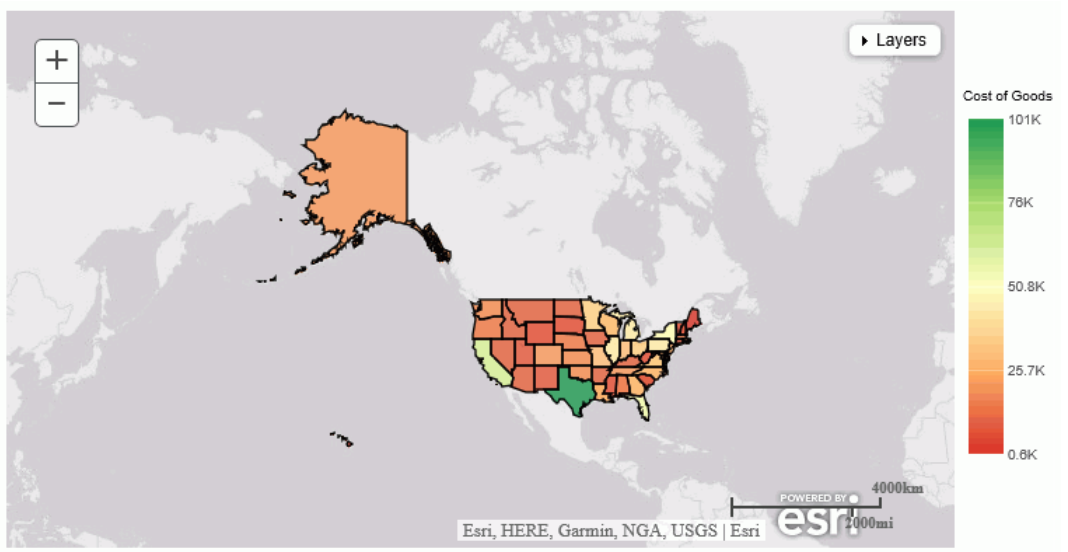 +
−
Layers
Cost of Goods
101K
76K
50.8K
25.7K
0.6K
4000km
2000mi
POWERED BY
esri
Esri, HERE, Garmin, NGA, USGS | Esri